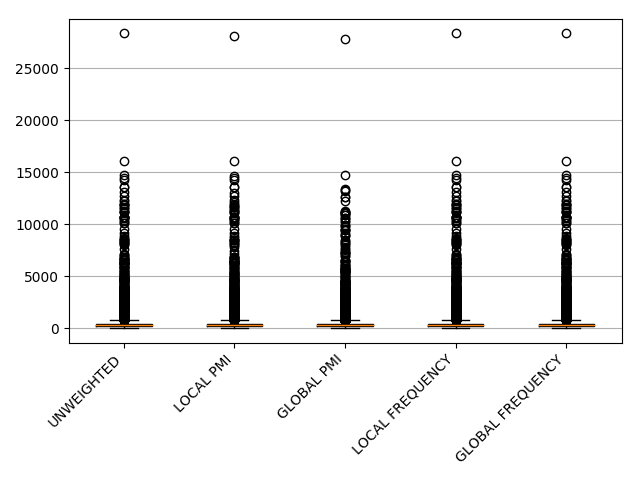 25000
20000
15000
10000
5000
0
UNWEIGHTED
LOCAL PMI
GLOBAL PMI
LOCAL FREQUENCY
GLOBAL FREQUENCY